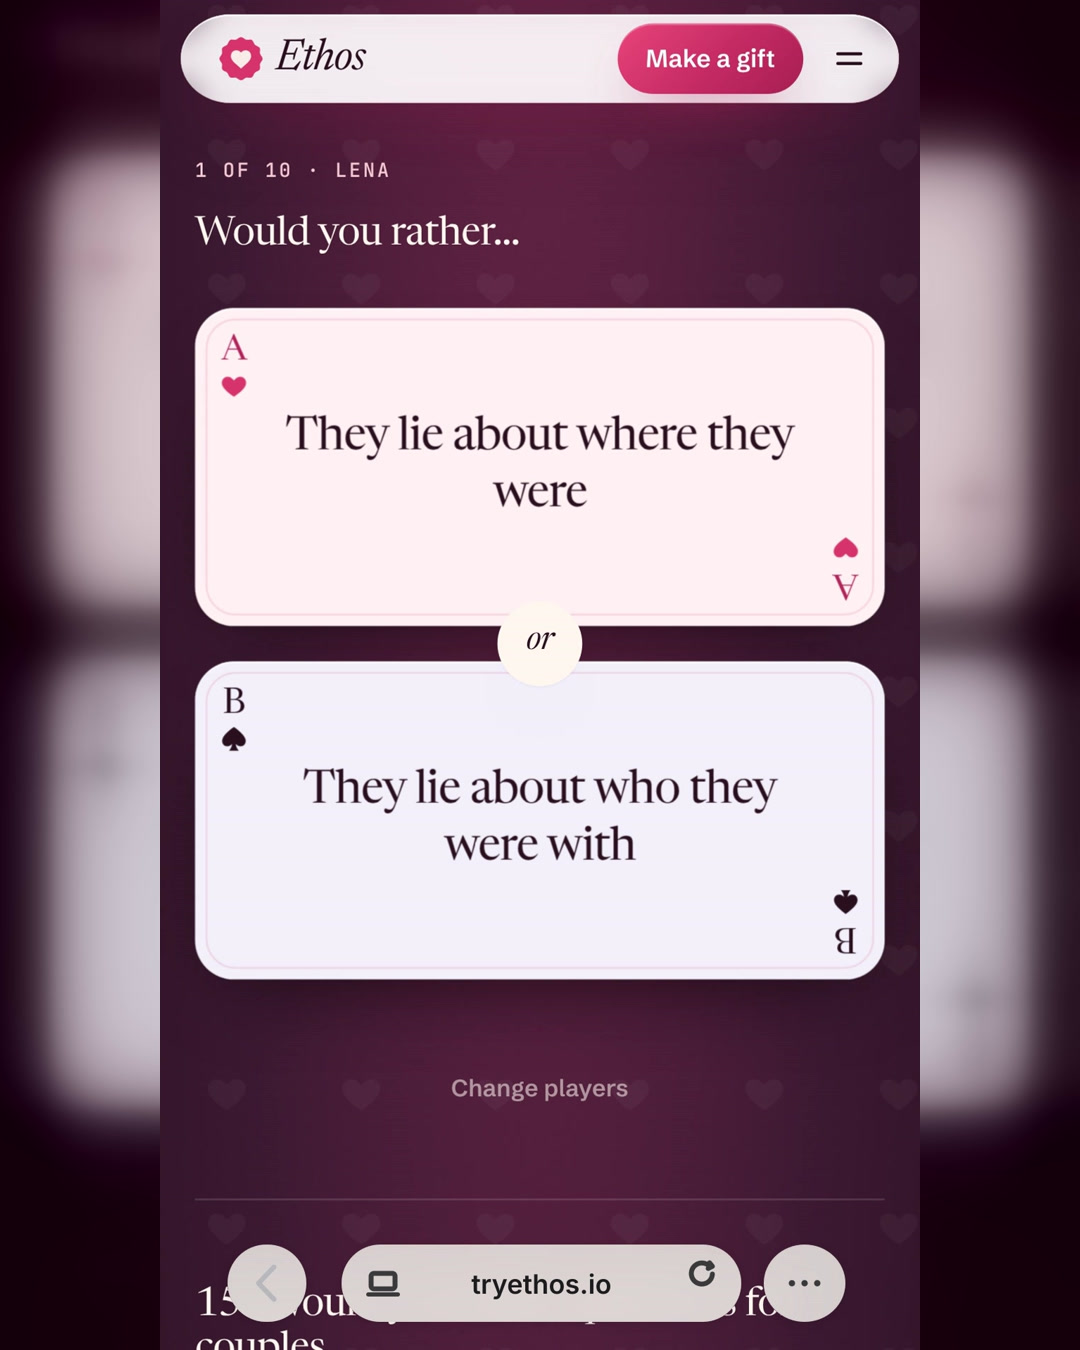 Ethos
Make a gift
1 OF 10 · LENA
Would you rather...
A
They lie about where they
were
A
or
B
They lie about who they
were with
B
Change players
tryethos.io
couples